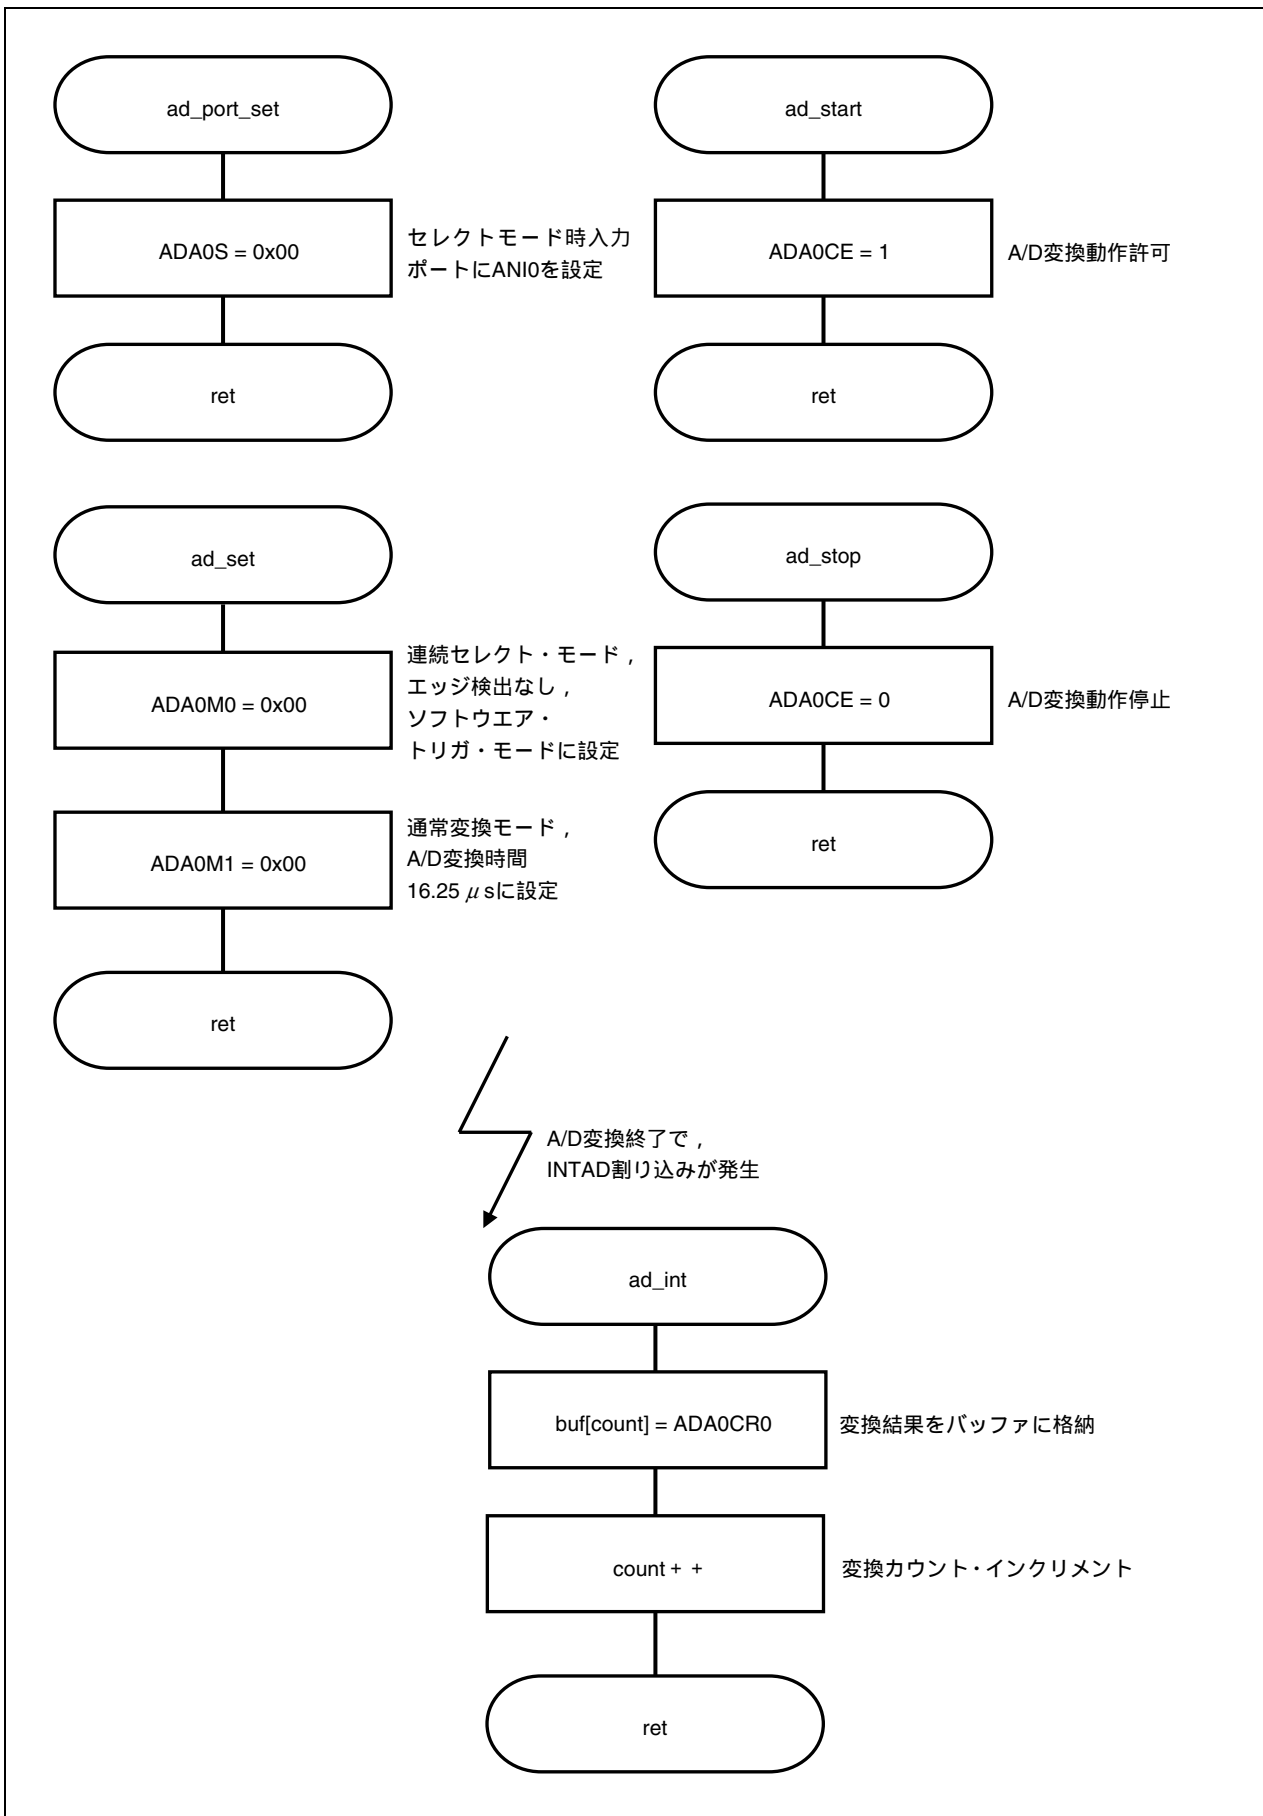 ad_port_set
ADA0S = 0x00
セレクトモード時入力
ポートにANI0を設定
ret
ad_start
ADA0CE = 1
A/D変換動作許可
ret
ad_set
ADA0M0 = 0x00
連続セレクト・モード，
エッジ検出なし，
ソフトウエア・
トリガ・モードに設定
ADA0M1 = 0x00
通常変換モード，
A/D変換時間
16.25 μsに設定
ret
ad_stop
ADA0CE = 0
A/D変換動作停止
ret
A/D変換終了で，
INTAD割り込みが発生
ad_int
buf[count] = ADA0CR0
変換結果をバッファに格納
count + +
変換カウント・インクリメント
ret